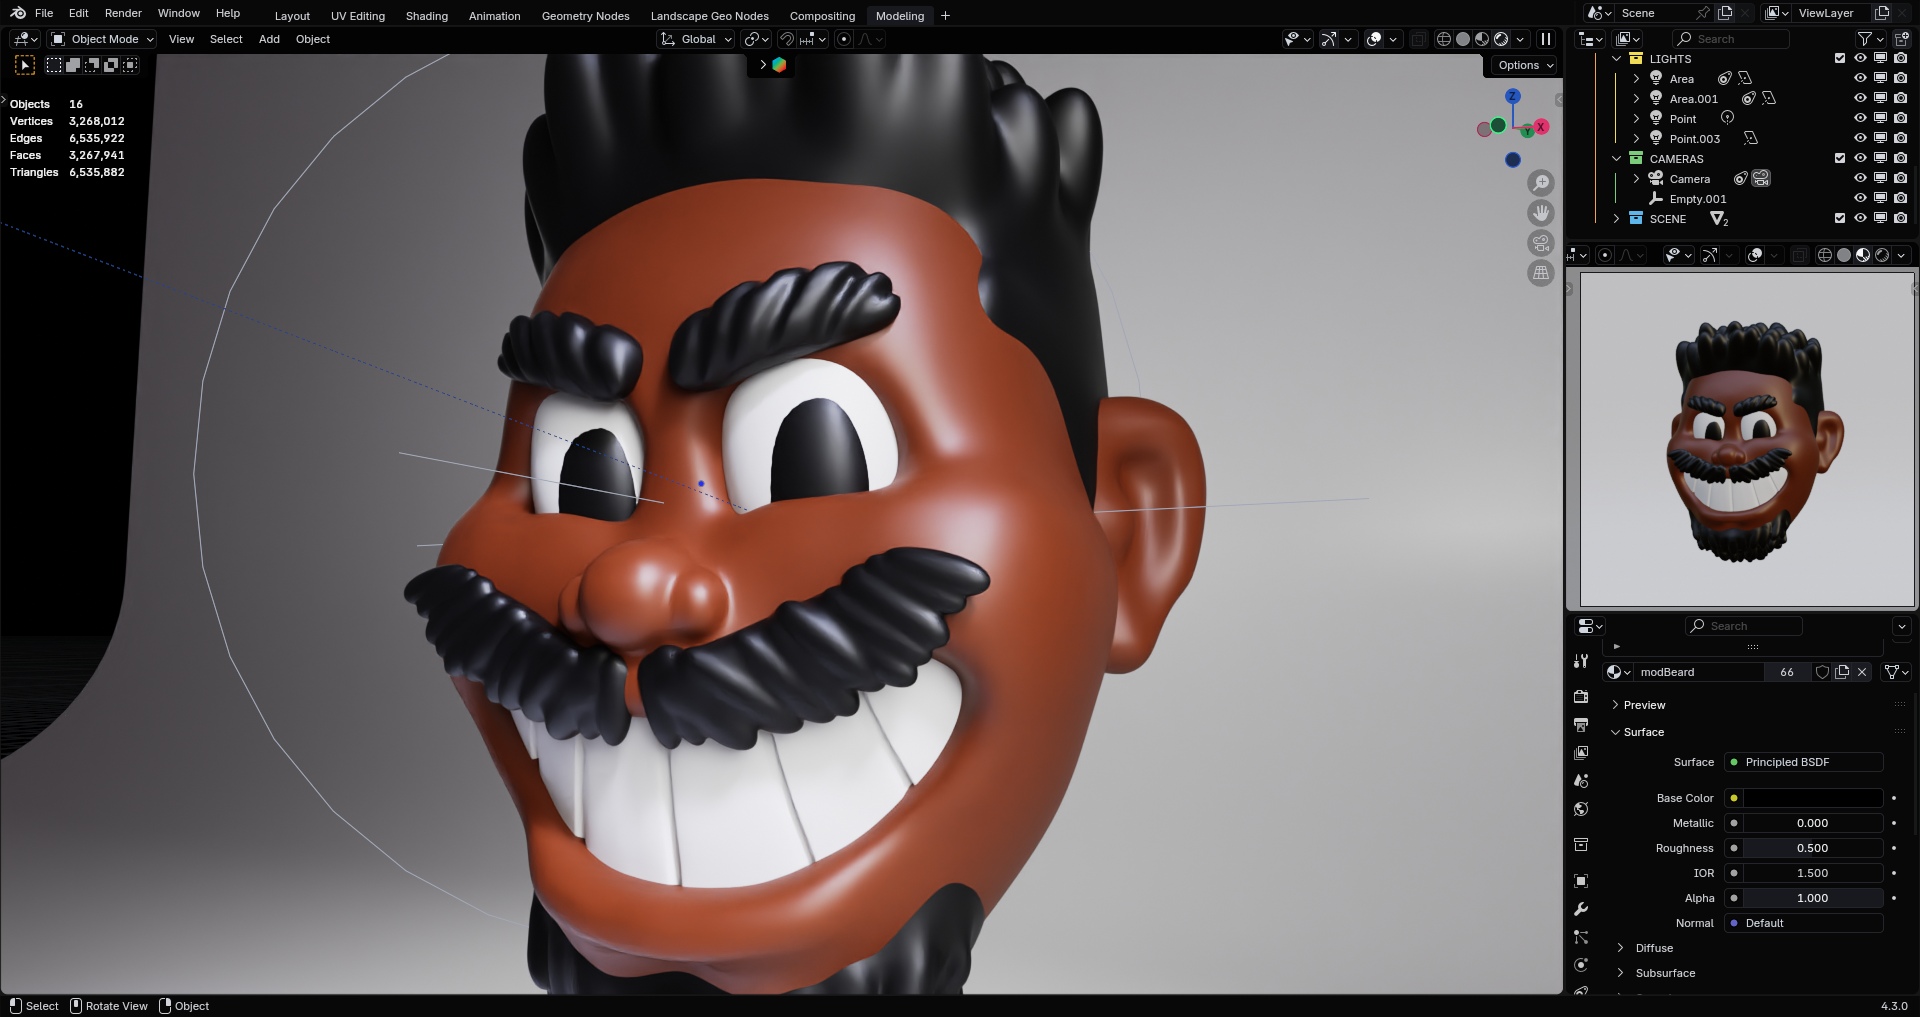 File Edit Render Window Help Layout UV Editing Shading Animation Geometry Nodes Landscape Geo Nodes Compositing Modeling Scene ViewLayer
Object Mode View Select Add Object Global Search
Options
Objects 16
Vertices 3,268,012
Edges 6,535,922
Faces 3,267,941
Triangles 6,535,882
Z
X
Y
LIGHTS
Area
Area.001
Point
Point.003
CAMERAS
Camera
Empty.001
SCENE 2
Search
modBeard 66
Preview
Surface
Surface Principled BSDF
Base Color
Metallic 0.000
Roughness 0.500
IOR 1.500
Alpha 1.000
Normal Default
Diffuse
Subsurface
Select Rotate View Object 4.3.0